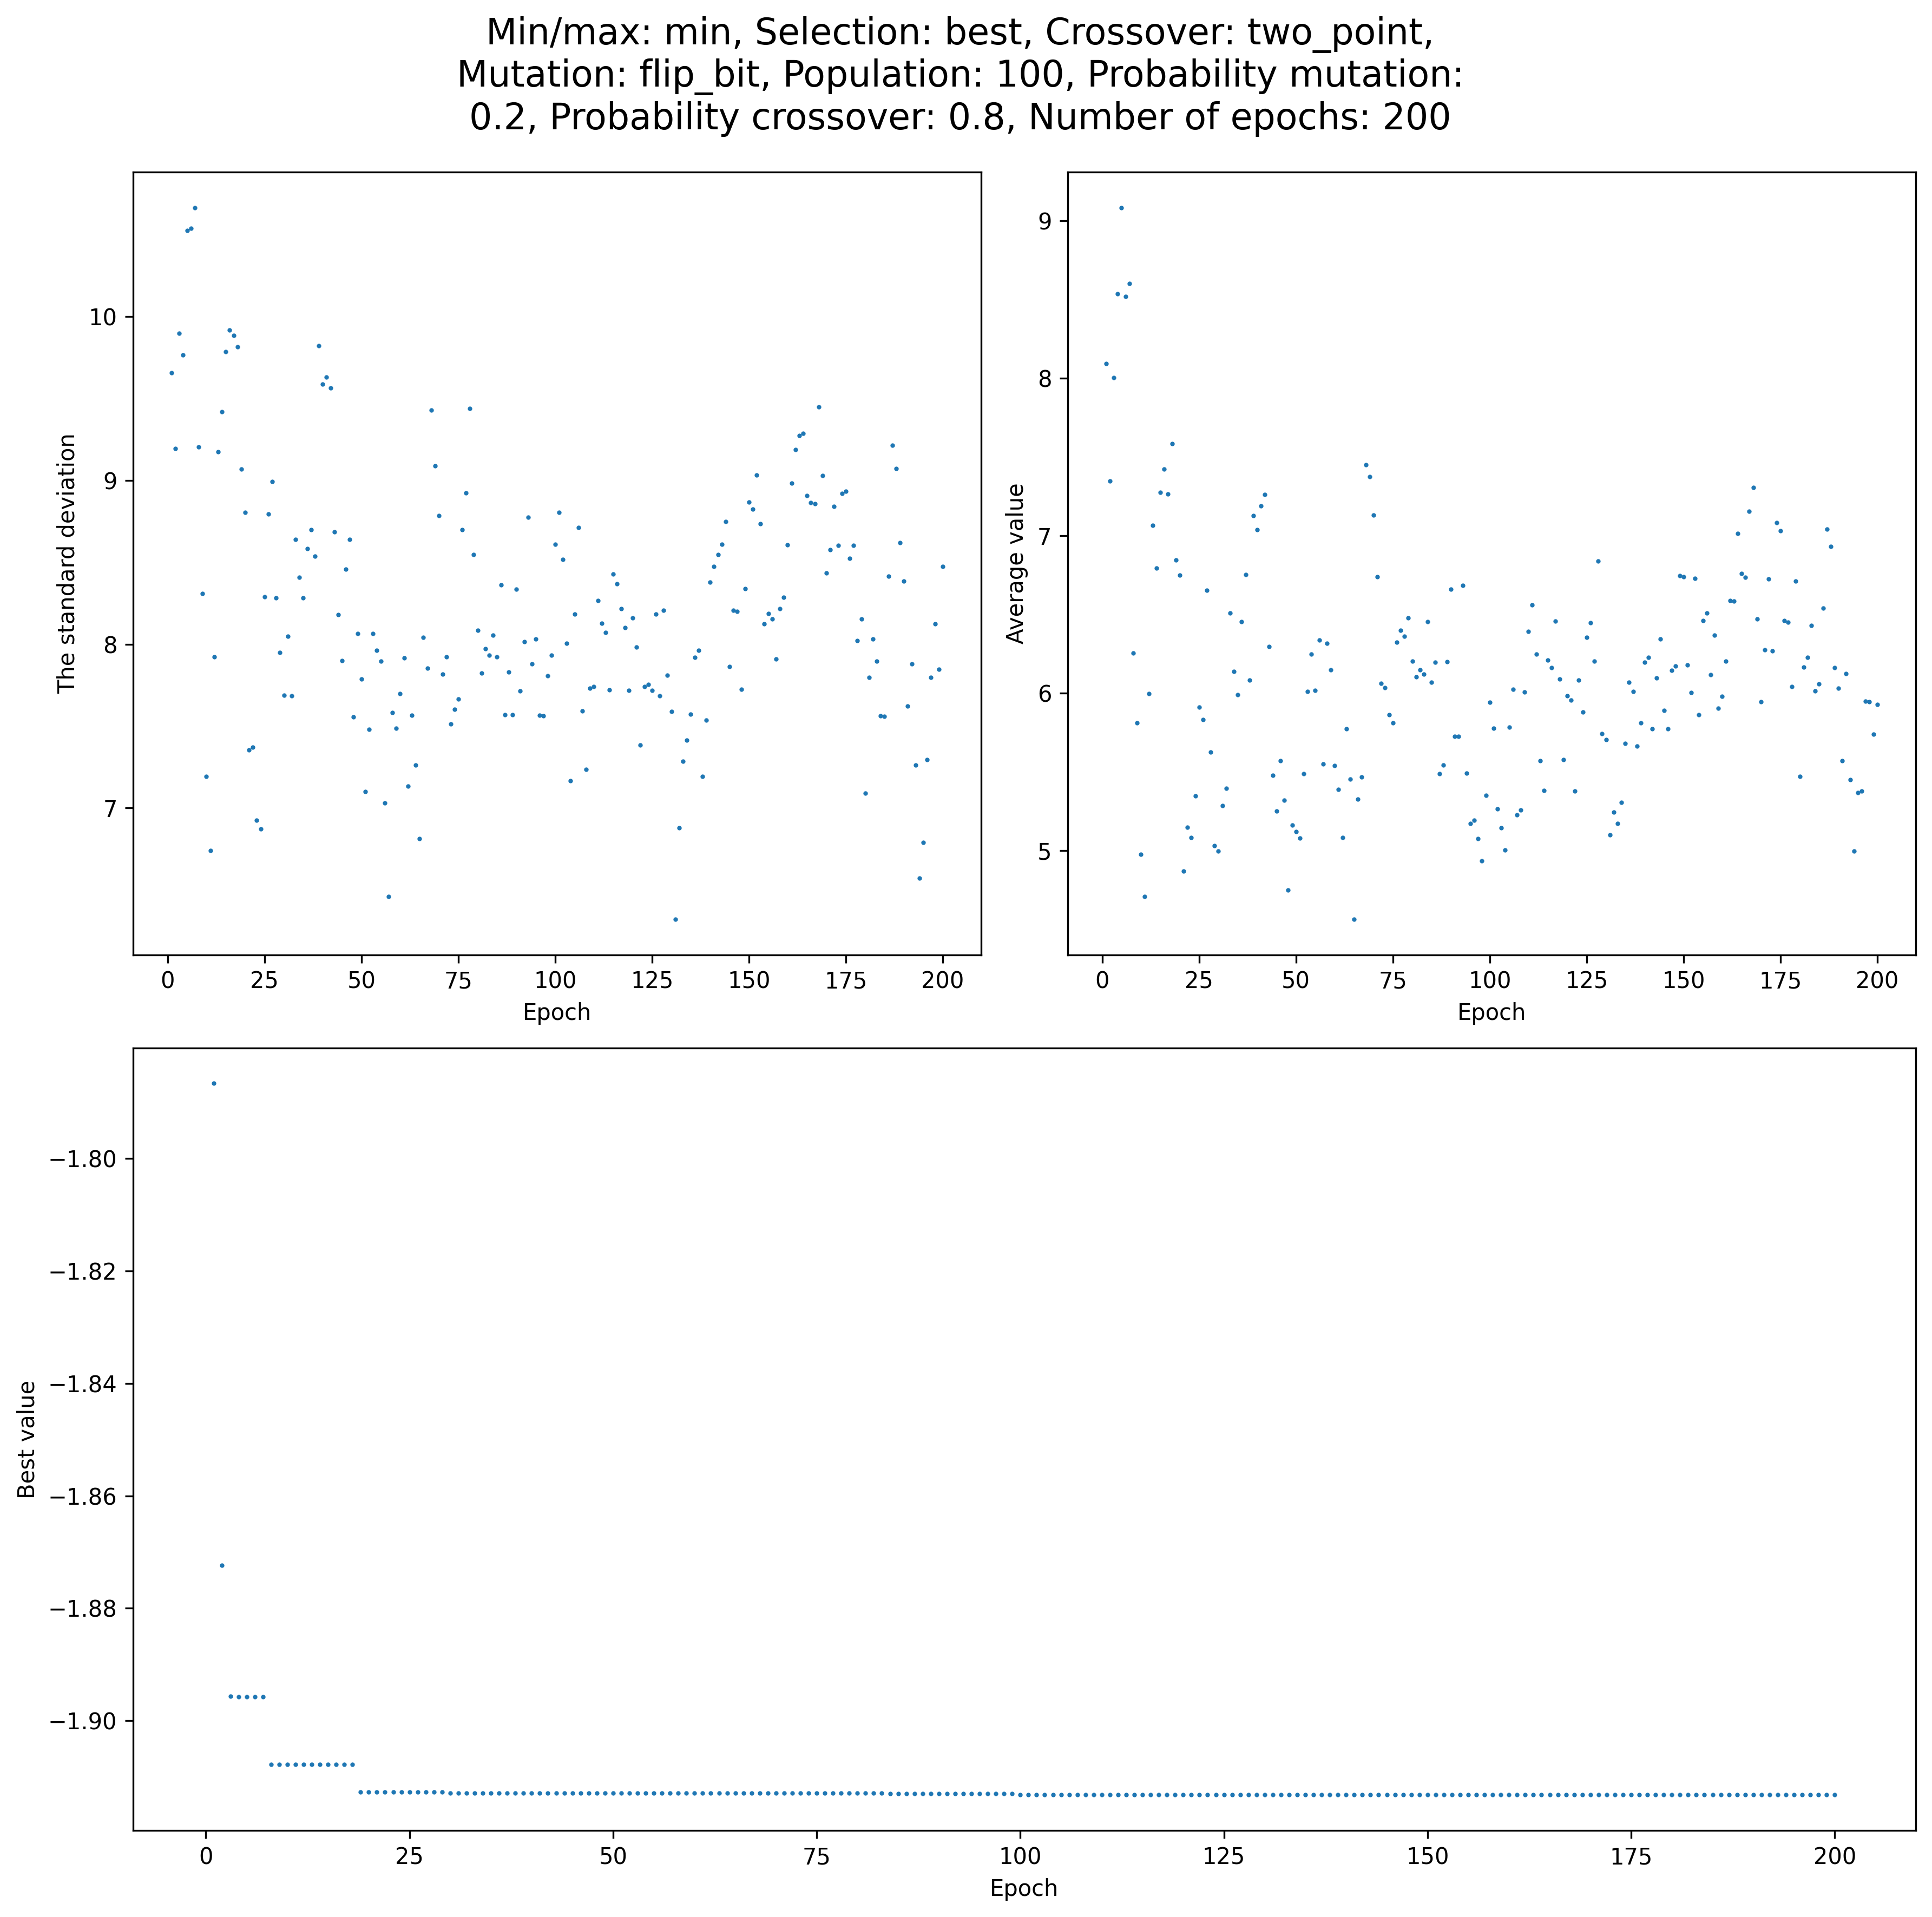 Min/max: min, Selection: best, Crossover: two_point,
Mutation: flip_bit, Population: 100, Probability mutation:
0.2, Probability crossover: 0.8, Number of epochs: 200
The standard deviation
10
9
8
7
0 25 50 75 100 125 150 175 200
Epoch
Average value
9
8
7
6
5
0 25 50 75 100 125 150 175 200
Epoch
Best value
−1.80
−1.82
−1.84
−1.86
−1.88
−1.90
0 25 50 75 100 125 150 175 200
Epoch